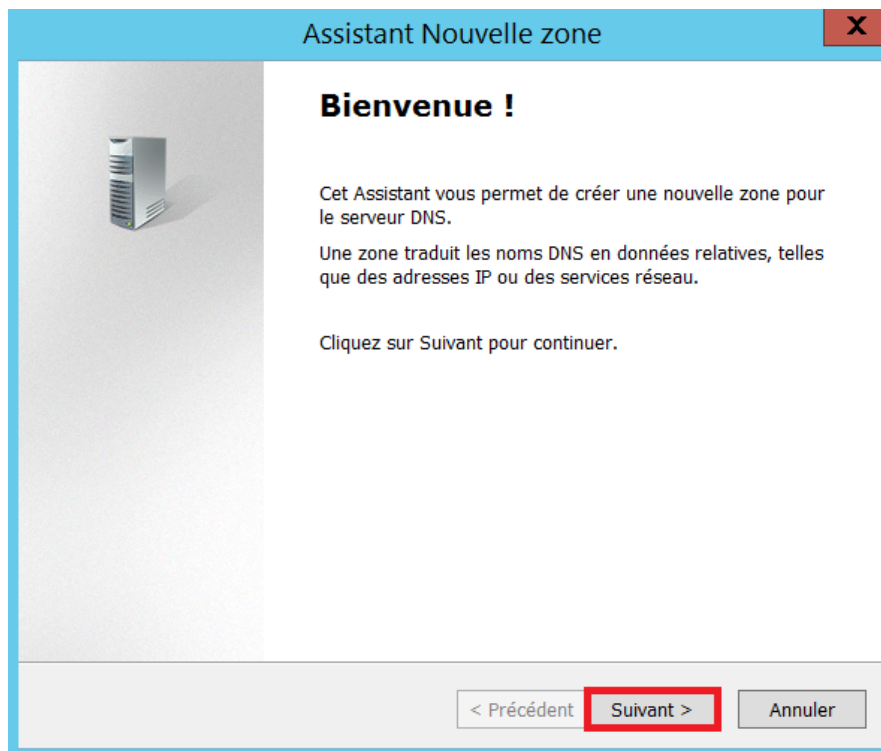 Assistant Nouvelle zone
X
Bienvenue !
Cet Assistant vous permet de créer une nouvelle zone pour
le serveur DNS.
Une zone traduit les noms DNS en données relatives, telles
que des adresses IP ou des services réseau.
Cliquez sur Suivant pour continuer.
< Précédent Suivant > Annuler